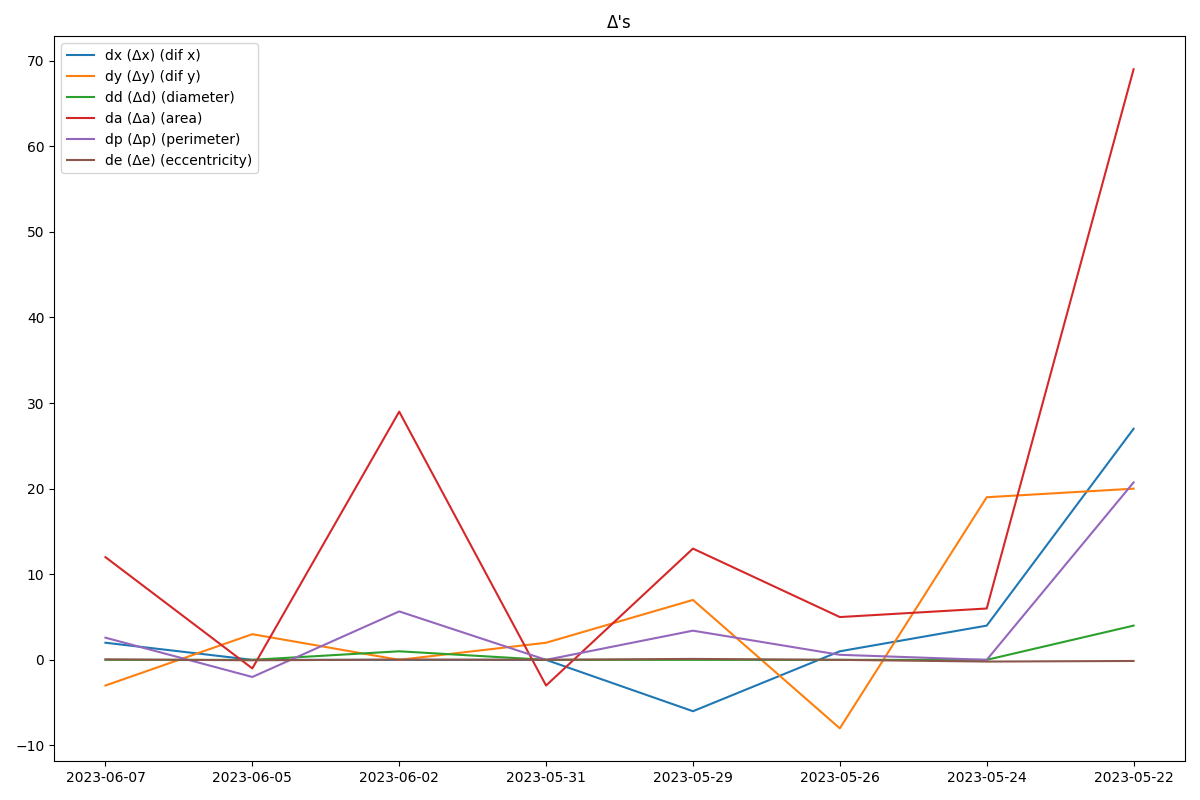 Δ's
dx (Δx) (dif x)
dy (Δy) (dif y)
dd (Δd) (diameter)
da (Δa) (area)
dp (Δp) (perimeter)
de (Δe) (eccentricity)
70
60
50
40
30
20
10
0
−10
2023-06-07 2023-06-05 2023-06-02 2023-05-31 2023-05-29 2023-05-26 2023-05-24 2023-05-22